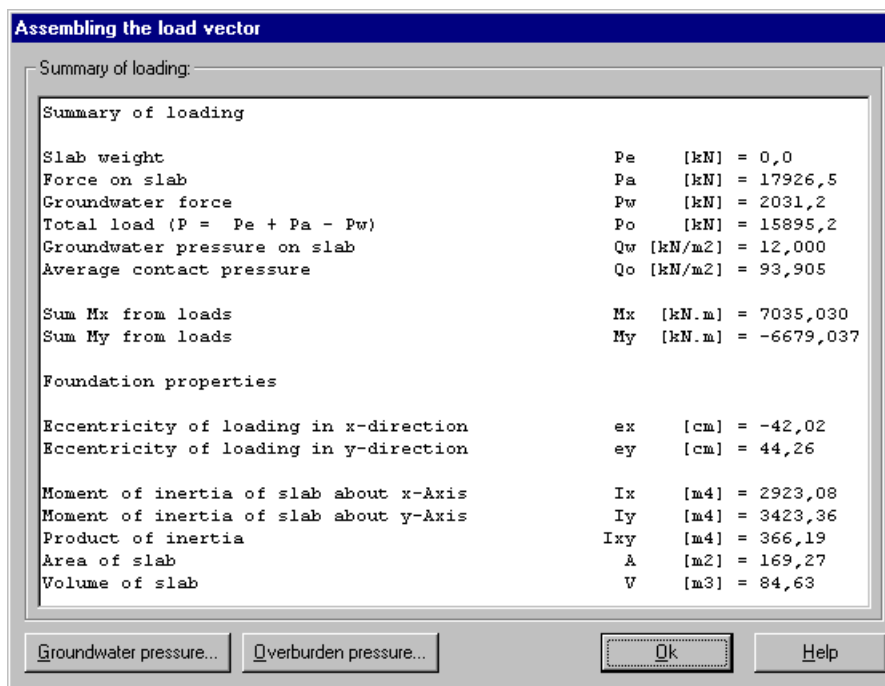 Assembling the load vector
Summary of loading:
Summary of loading
Slab weight Pe [kN] = 0,0
Force on slab Pa [kN] = 17926,5
Groundwater force Pw [kN] = 2031,2
Total load (P = Pe + Pa - Pw) Po [kN] = 15895,2
Groundwater pressure on slab Qw [kN/m2] = 12,000
Average contact pressure Qo [kN/m2] = 93,905
Sum Mx from loads Mx [kN.m] = 7035,030
Sum My from loads My [kN.m] = -6679,037
Foundation properties
Eccentricity of loading in x-direction ex [cm] = -42,02
Eccentricity of loading in y-direction ey [cm] = 44,26
Moment of inertia of slab about x-Axis Ix [m4] = 2923,08
Moment of inertia of slab about y-Axis Iy [m4] = 3423,36
Product of inertia Ixy [m4] = 366,19
Area of slab A [m2] = 169,27
Volume of slab V [m3] = 84,63
Groundwater pressure... Overburden pressure... Ok Help